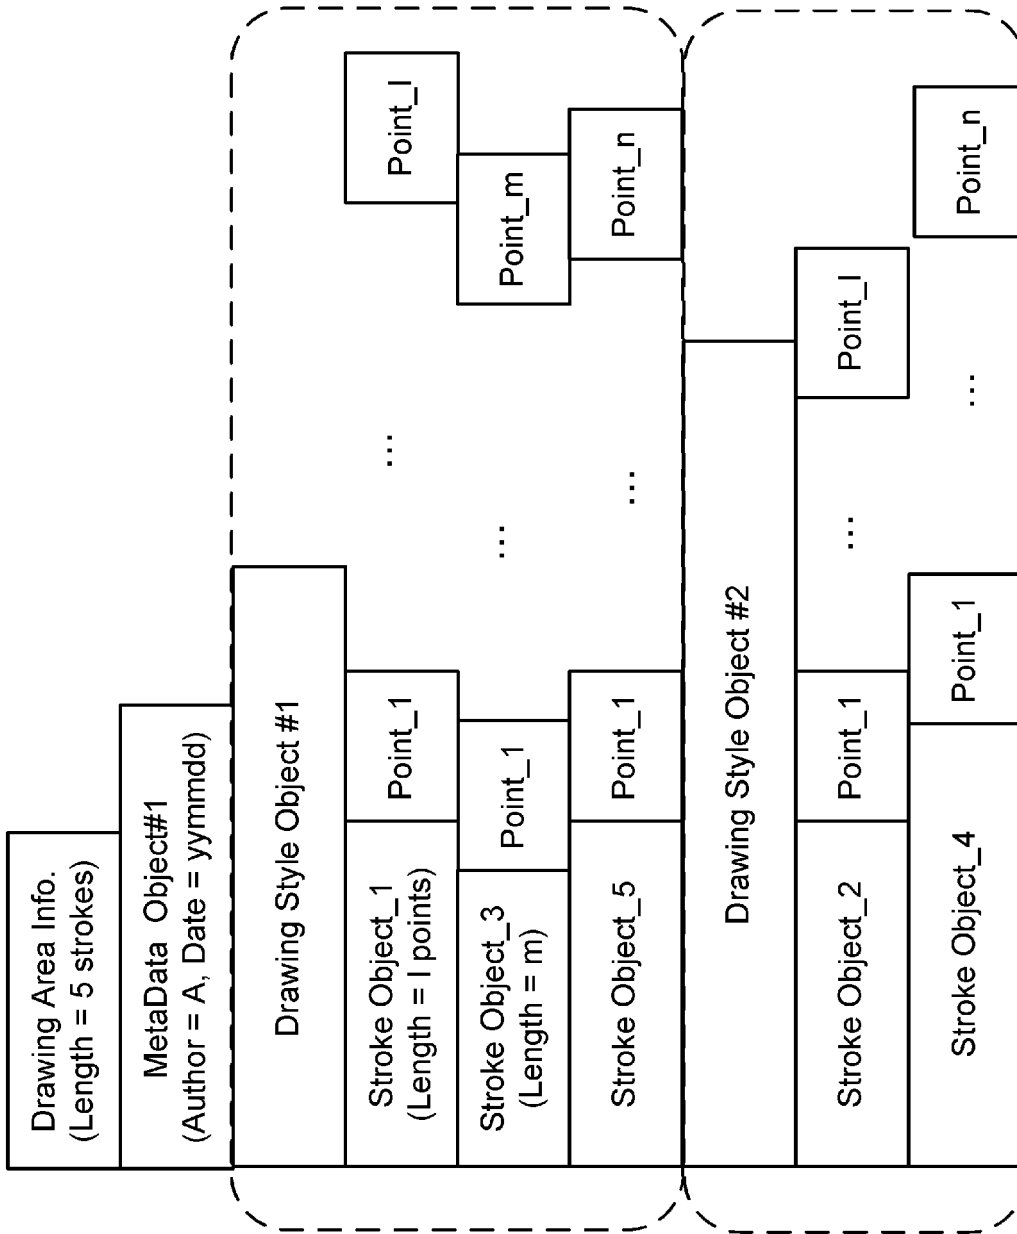 Drawing Area Info.
(Length = 5 strokes)
MetaData Object#1
(Author = A, Date = yymmdd)
Drawing Style Object #1
Stroke Object_1
(Length = l points)
Point_1
...
Point_l
Stroke Object_3
(Length = m)
Point_1
...
Point_m
Stroke Object_5
Point_1
...
Point_n
Drawing Style Object #2
Stroke Object_2
Point_1
...
Point_l
Stroke Object_4
Point_1
...
Point_n